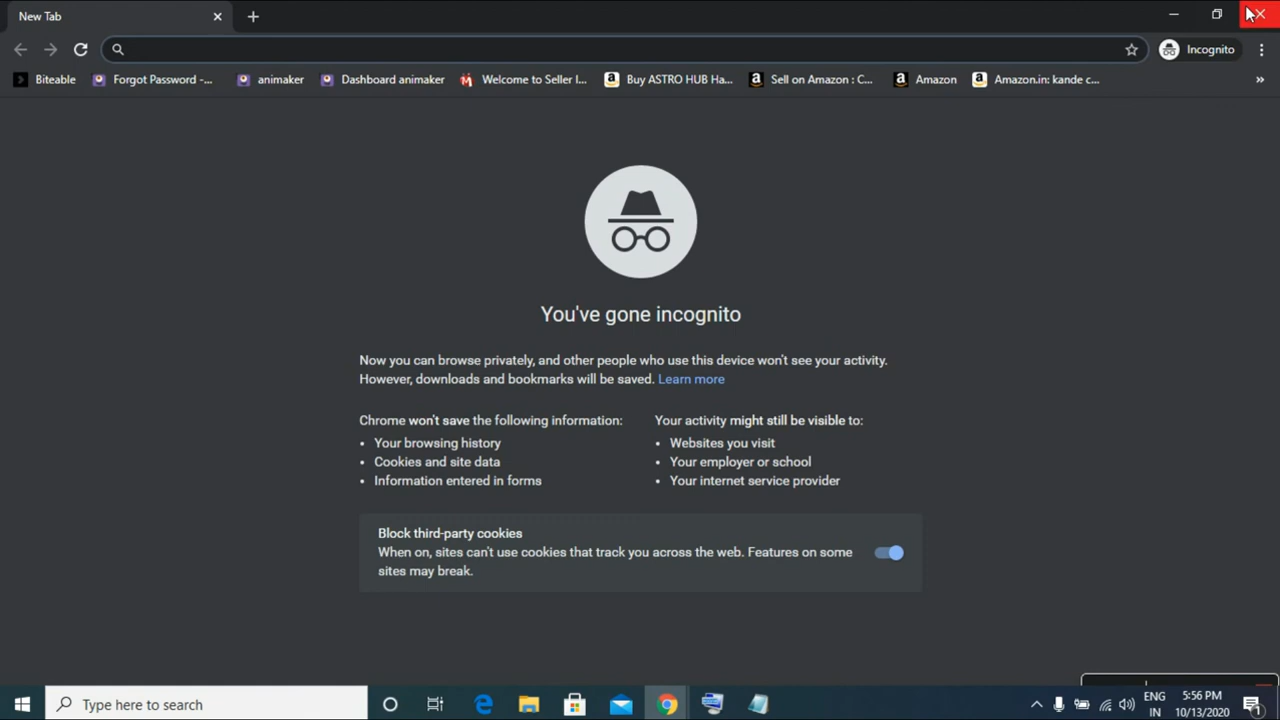 New Tab
Incognito
Biteable Forgot Password -... animaker Dashboard animaker Welcome to Seller I... Buy ASTRO HUB Ha... Sell on Amazon : C... Amazon Amazon.in: kande c... »
You've gone incognito
Now you can browse privately, and other people who use this device won't see your activity.
However, downloads and bookmarks will be saved. Learn more
Chrome won't save the following information:
• Your browsing history
• Cookies and site data
• Information entered in forms
Your activity might still be visible to:
• Websites you visit
• Your employer or school
• Your internet service provider
Block third-party cookies
When on, sites can't use cookies that track you across the web. Features on some
sites may break.
Type here to search
ENG
IN
5:56 PM
10/13/2020
1